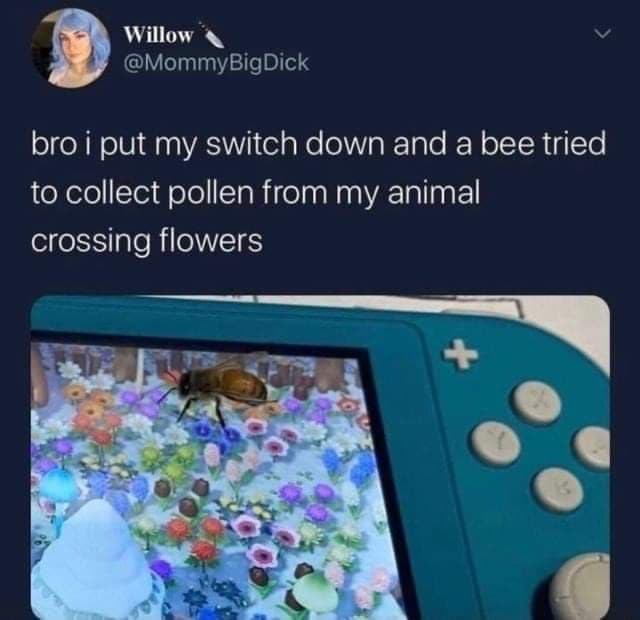 Willow
@MommyBigDick
bro i put my switch down and a bee tried
to collect pollen from my animal
crossing flowers
X
Y